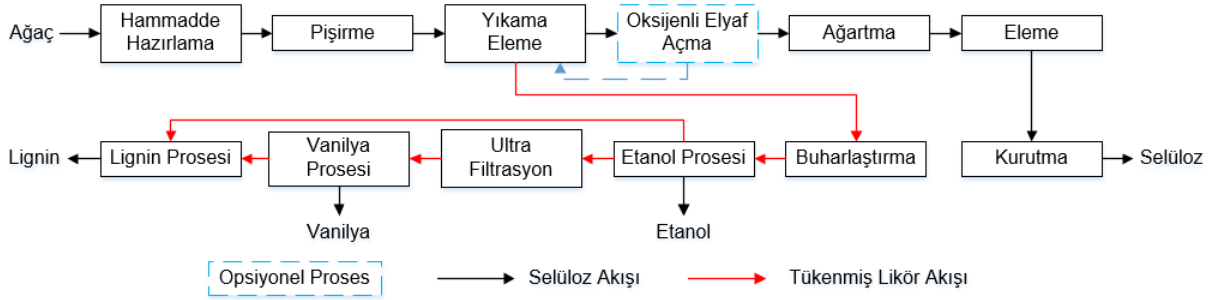 Ağaç
Hammadde
Hazırlama
Pişirme
Yıkama
Eleme
Oksijenli Elyaf
Açma
Ağartma
Eleme
Lignin
Lignin Prosesi
Vanilya
Prosesi
Ultra
Filtrasyon
Etanol Prosesi
Buharlaştırma
Kurutma
Selüloz
Vanilya
Etanol
Opsiyonel Proses
Selüloz Akışı
Tükenmiş Likör Akışı